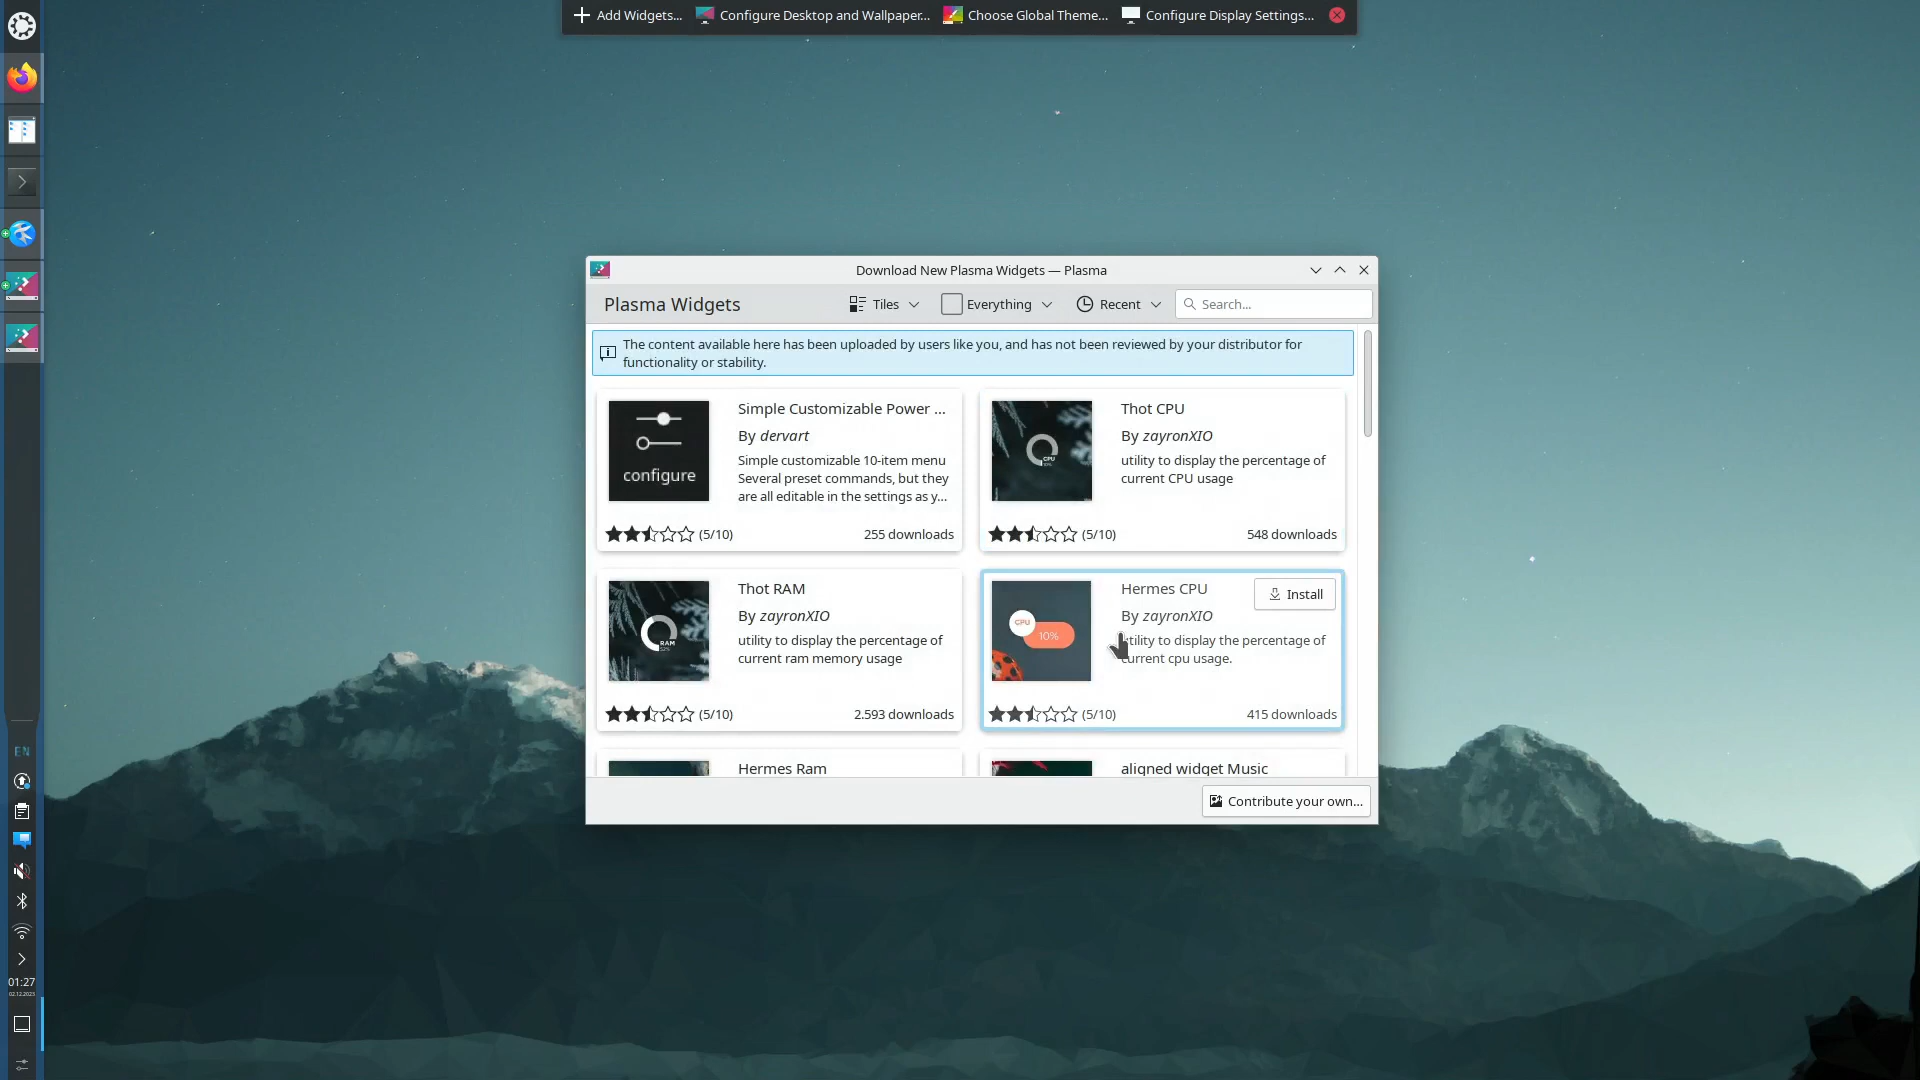 Add Widgets...
Configure Desktop and Wallpaper...
Choose Global Theme...
Configure Display Settings...
Download New Plasma Widgets — Plasma
Plasma Widgets
Tiles
Everything
Recent
Search...
The content available here has been uploaded by users like you, and has not been reviewed by your distributor for
functionality or stability.
configure
Simple Customizable Power ...
By dervart
Simple customizable 10-item menu
Several preset commands, but they
are all editable in the settings as y...
(5/10)
255 downloads
CPU
Thot CPU
By zayronXIO
utility to display the percentage of
current CPU usage
(5/10)
548 downloads
RAM
Thot RAM
By zayronXIO
utility to display the percentage of
current ram memory usage
(5/10)
2.593 downloads
CPU
10%
Hermes CPU
Install
By zayronXIO
utility to display the percentage of
current cpu usage.
(5/10)
415 downloads
Hermes Ram
aligned widget Music
Contribute your own...
EN
01:27
02.12.2023